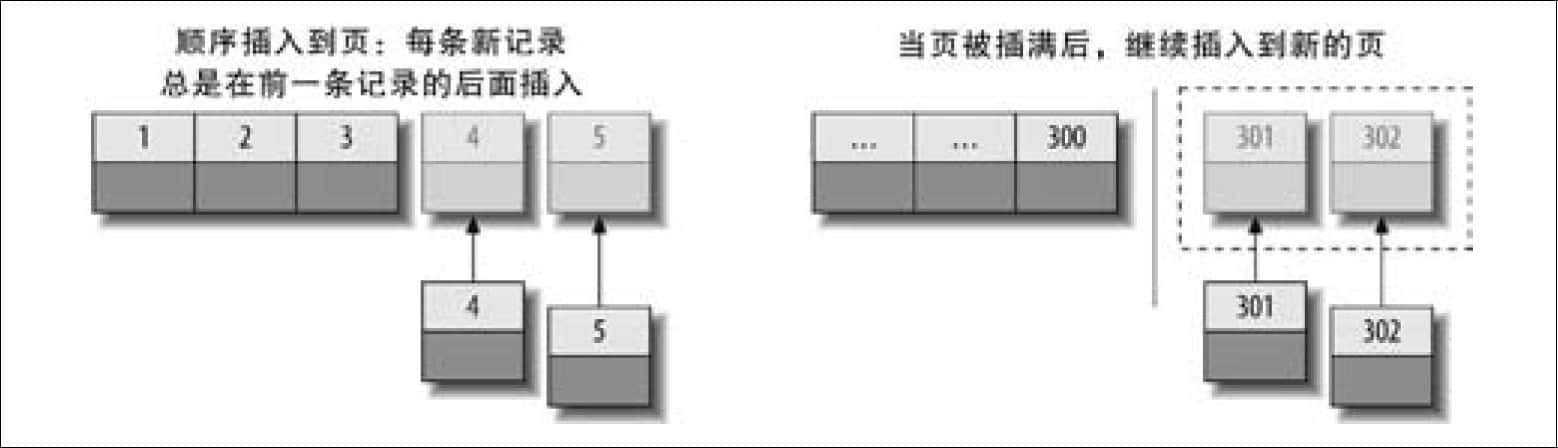 顺序插入到页：每条新记录
总是在前一条记录的后面插入
1 2 3 4 5
4
5
当页被插满后，继续插入到新的页
... ... 300 301 302
301
302